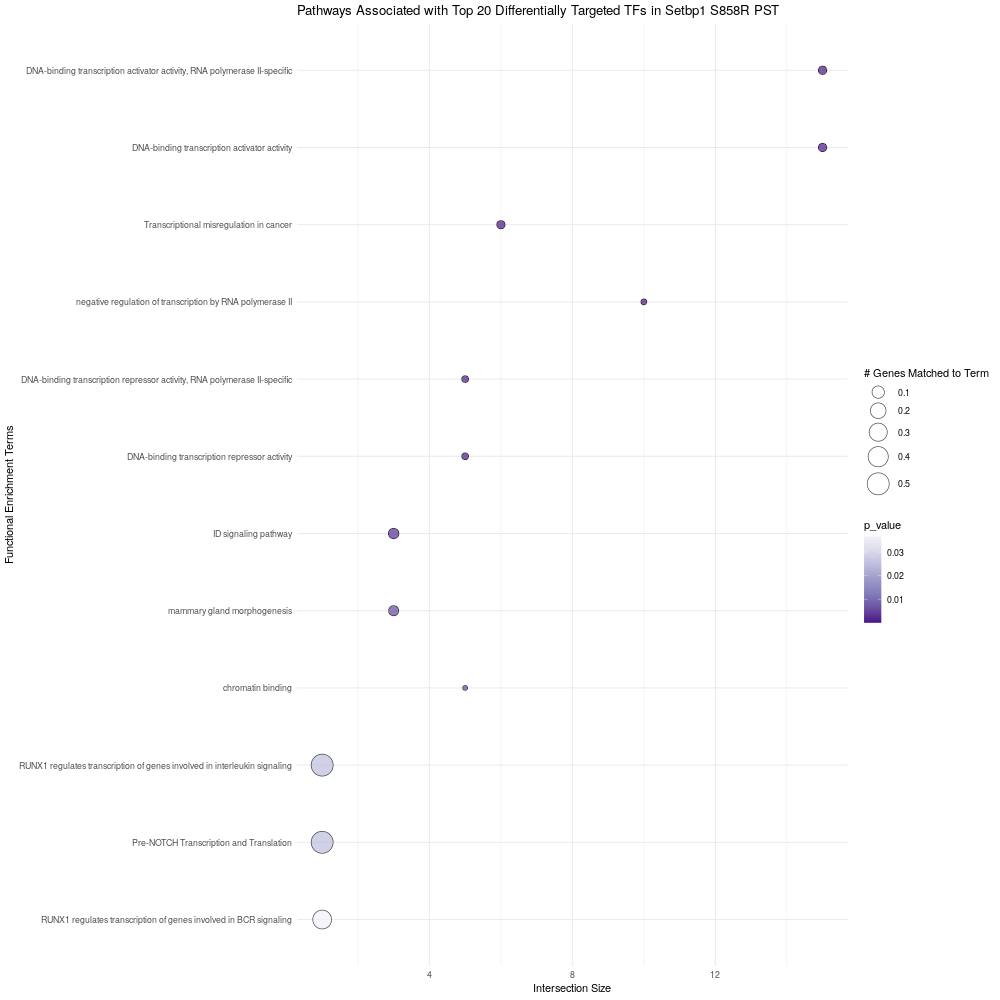 Pathways Associated with Top 20 Differentially Targeted TFs in Setbp1 S858R PST
Functional Enrichment Terms
DNA-binding transcription activator activity, RNA polymerase II-specific
DNA-binding transcription activator activity
Transcriptional misregulation in cancer
negative regulation of transcription by RNA polymerase II
DNA-binding transcription repressor activity, RNA polymerase II-specific
DNA-binding transcription repressor activity
ID signaling pathway
mammary gland morphogenesis
chromatin binding
RUNX1 regulates transcription of genes involved in interleukin signaling
Pre-NOTCH Transcription and Translation
RUNX1 regulates transcription of genes involved in BCR signaling
4 8 12
Intersection Size
# Genes Matched to Term
0.1
0.2
0.3
0.4
0.5
p_value
0.03
0.02
0.01